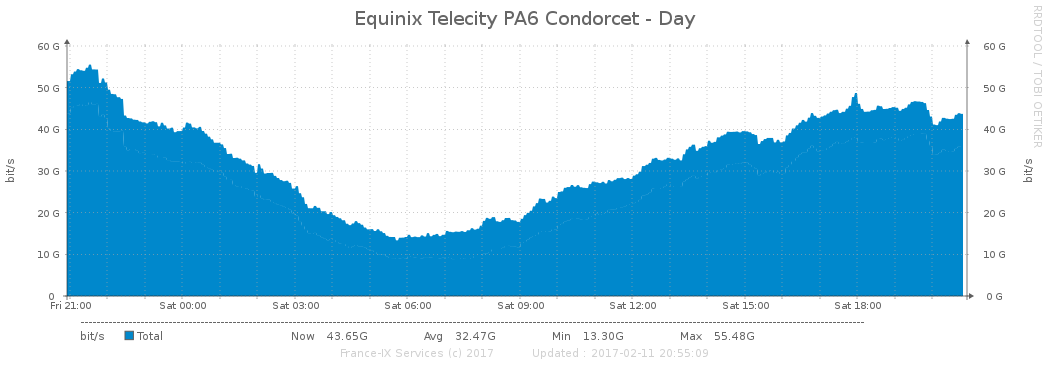 Equinix Telecity PA6 Condorcet - Day
RRDTOOL / TOBI OETIKER
60 G 60 G
50 G 50 G
40 G 40 G
30 G 30 G
20 G 20 G
10 G 10 G
0 0 G
bit/s bit/s
Fri 21:00 Sat 00:00 Sat 03:00 Sat 06:00 Sat 09:00 Sat 12:00 Sat 15:00 Sat 18:00
bit/s Total Now 43.65G Avg 32.47G Min 13.30G Max 55.48G
France-IX Services (c) 2017 Updated : 2017-02-11 20:55:09